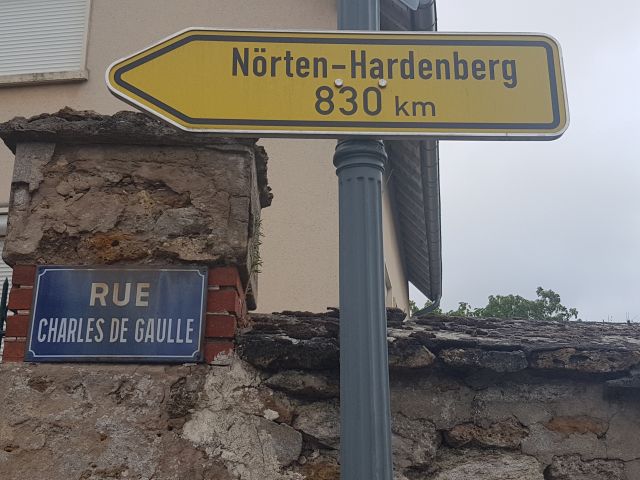 Nörten-Hardenberg
830 km
RUE
CHARLES DE GAULLE